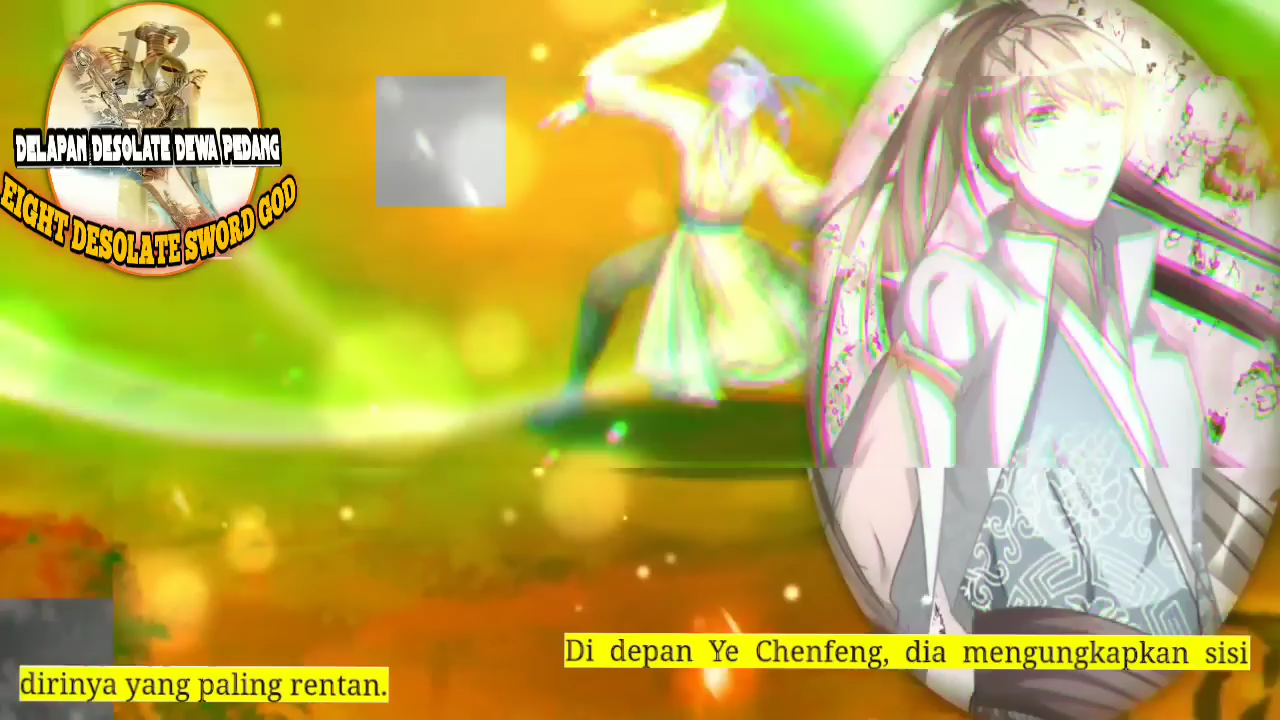 DELAPAN DESOLATE DEWA PEDANG
EIGHT DESOLATE SWORD GOD
Di depan Ye Chenfeng, dia mengungkapkan sisi
dirinya yang paling rentan.